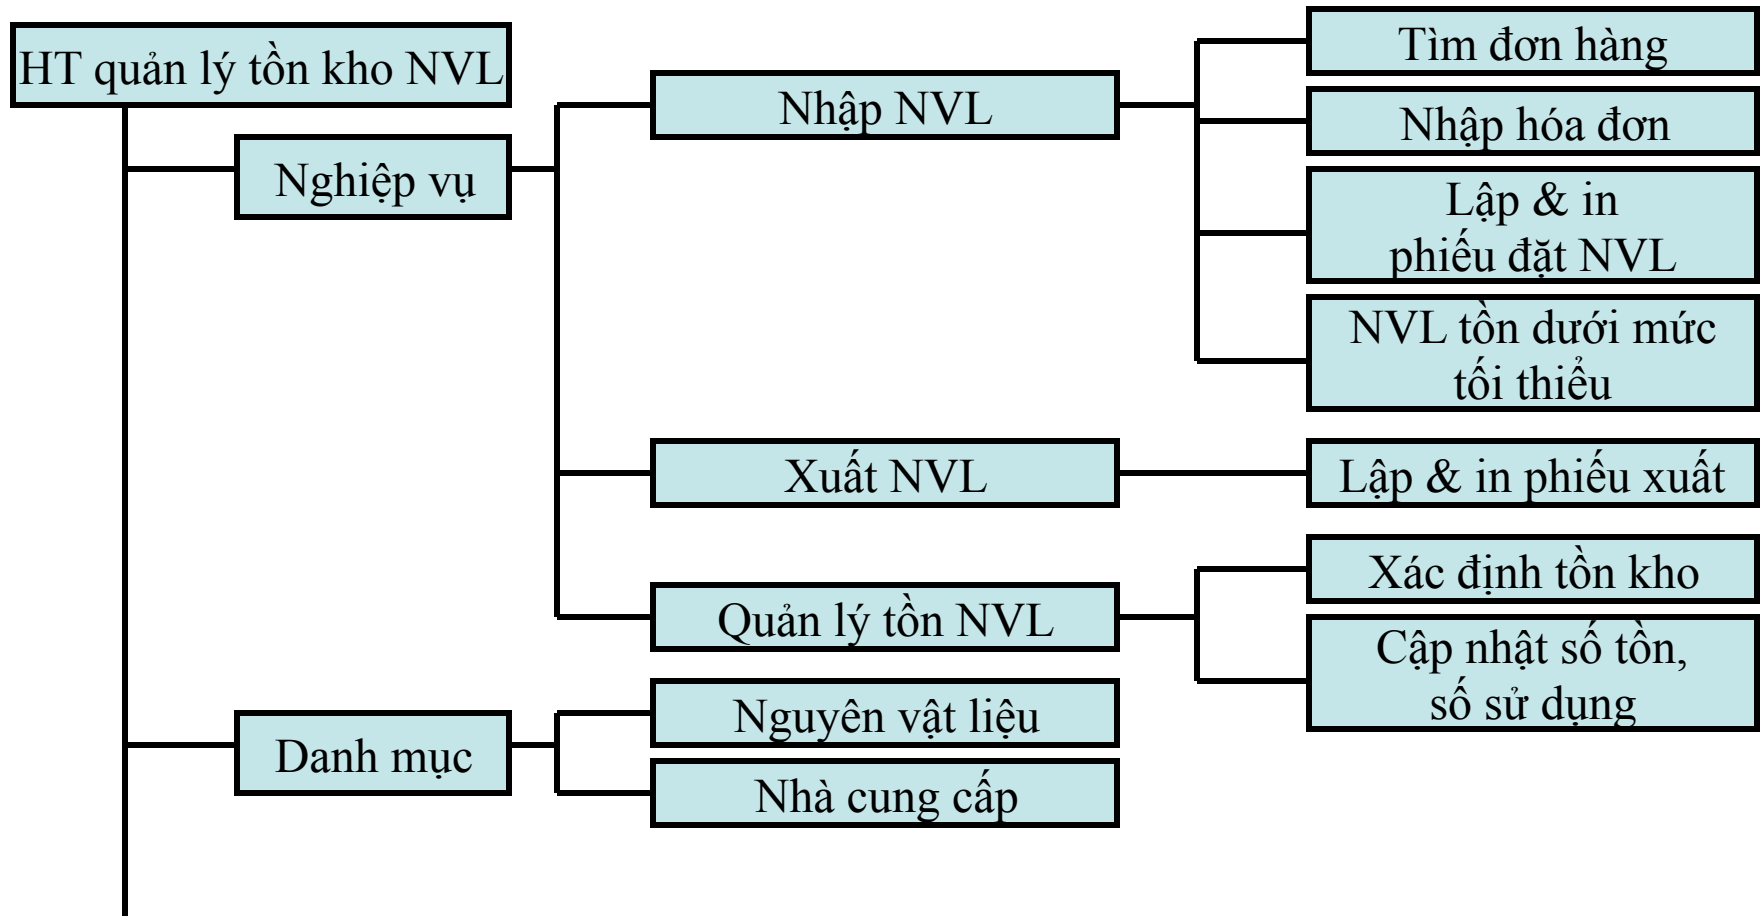 HT quản lý tồn kho NVL
Nghiệp vụ
Nhập NVL
Tìm đơn hàng
Nhập hóa đơn
Lập & in
phiếu đặt NVL
NVL tồn dưới mức
tối thiểu
Xuất NVL
Lập & in phiếu xuất
Quản lý tồn NVL
Xác định tồn kho
Cập nhật số tồn,
số sử dụng
Danh mục
Nguyên vật liệu
Nhà cung cấp